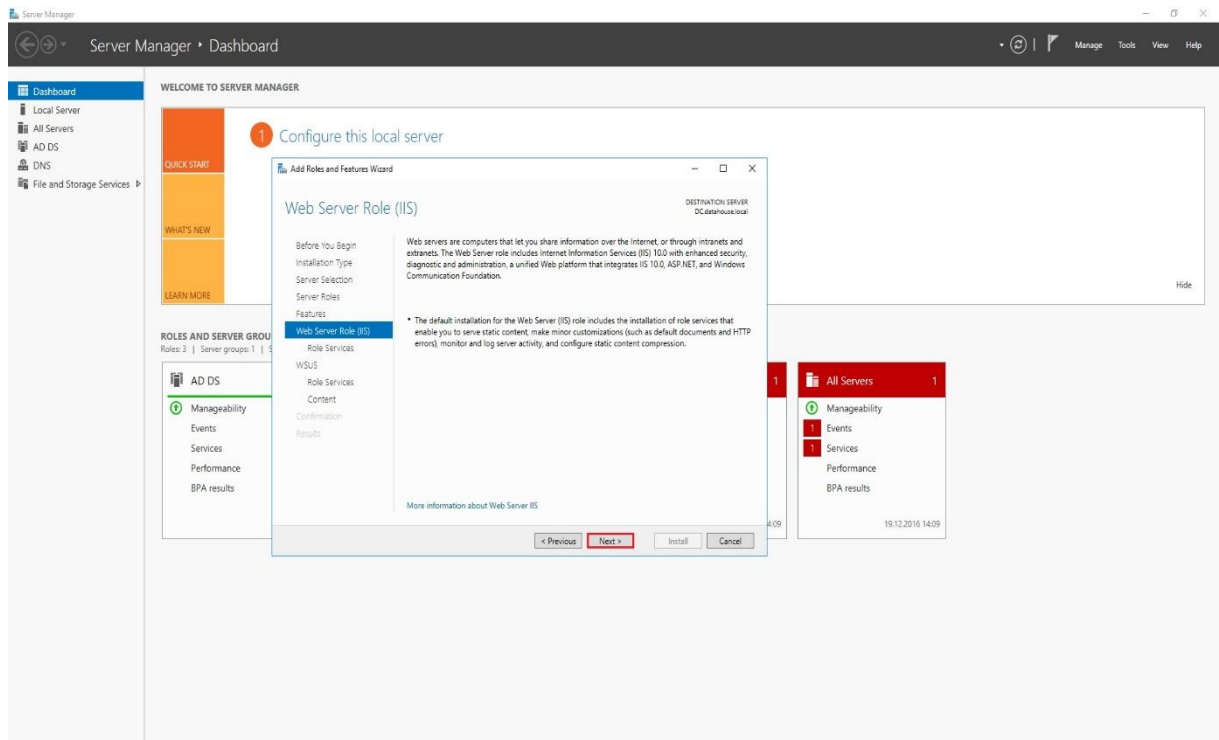 Server Manager
Server Manager • Dashboard
Manage Tools View Help
Dashboard
Local Server
All Servers
AD DS
DNS
File and Storage Services
WELCOME TO SERVER MANAGER
QUICK START
WHAT'S NEW
LEARN MORE
1 Configure this local server
Hide
Add Roles and Features Wizard
Web Server Role (IIS)
DESTINATION SERVER
DC.datahouse.local
Before You Begin
Installation Type
Server Selection
Server Roles
Features
Web Server Role (IIS)
Role Services
WSUS
Role Services
Content
Confirmation
Results
Web servers are computers that let you share information over the Internet, or through intranets and
extranets. The Web Server role includes Internet Information Services (IIS) 10.0 with enhanced security,
diagnostic and administration, a unified Web platform that integrates IIS 10.0, ASP.NET, and Windows
Communication Foundation.
• The default installation for the Web Server (IIS) role includes the installation of role services that
enable you to serve static content, make minor customizations (such as default documents and HTTP
errors), monitor and log server activity, and configure static content compression.
More information about Web Server IIS
< Previous Next > Install Cancel
ROLES AND SERVER GROU
Roles: 3 | Server groups: 1 | S
AD DS
Manageability
Events
Services
Performance
BPA results
1
4:09
All Servers 1
Manageability
1 Events
1 Services
Performance
BPA results
19.12.2016 14:09